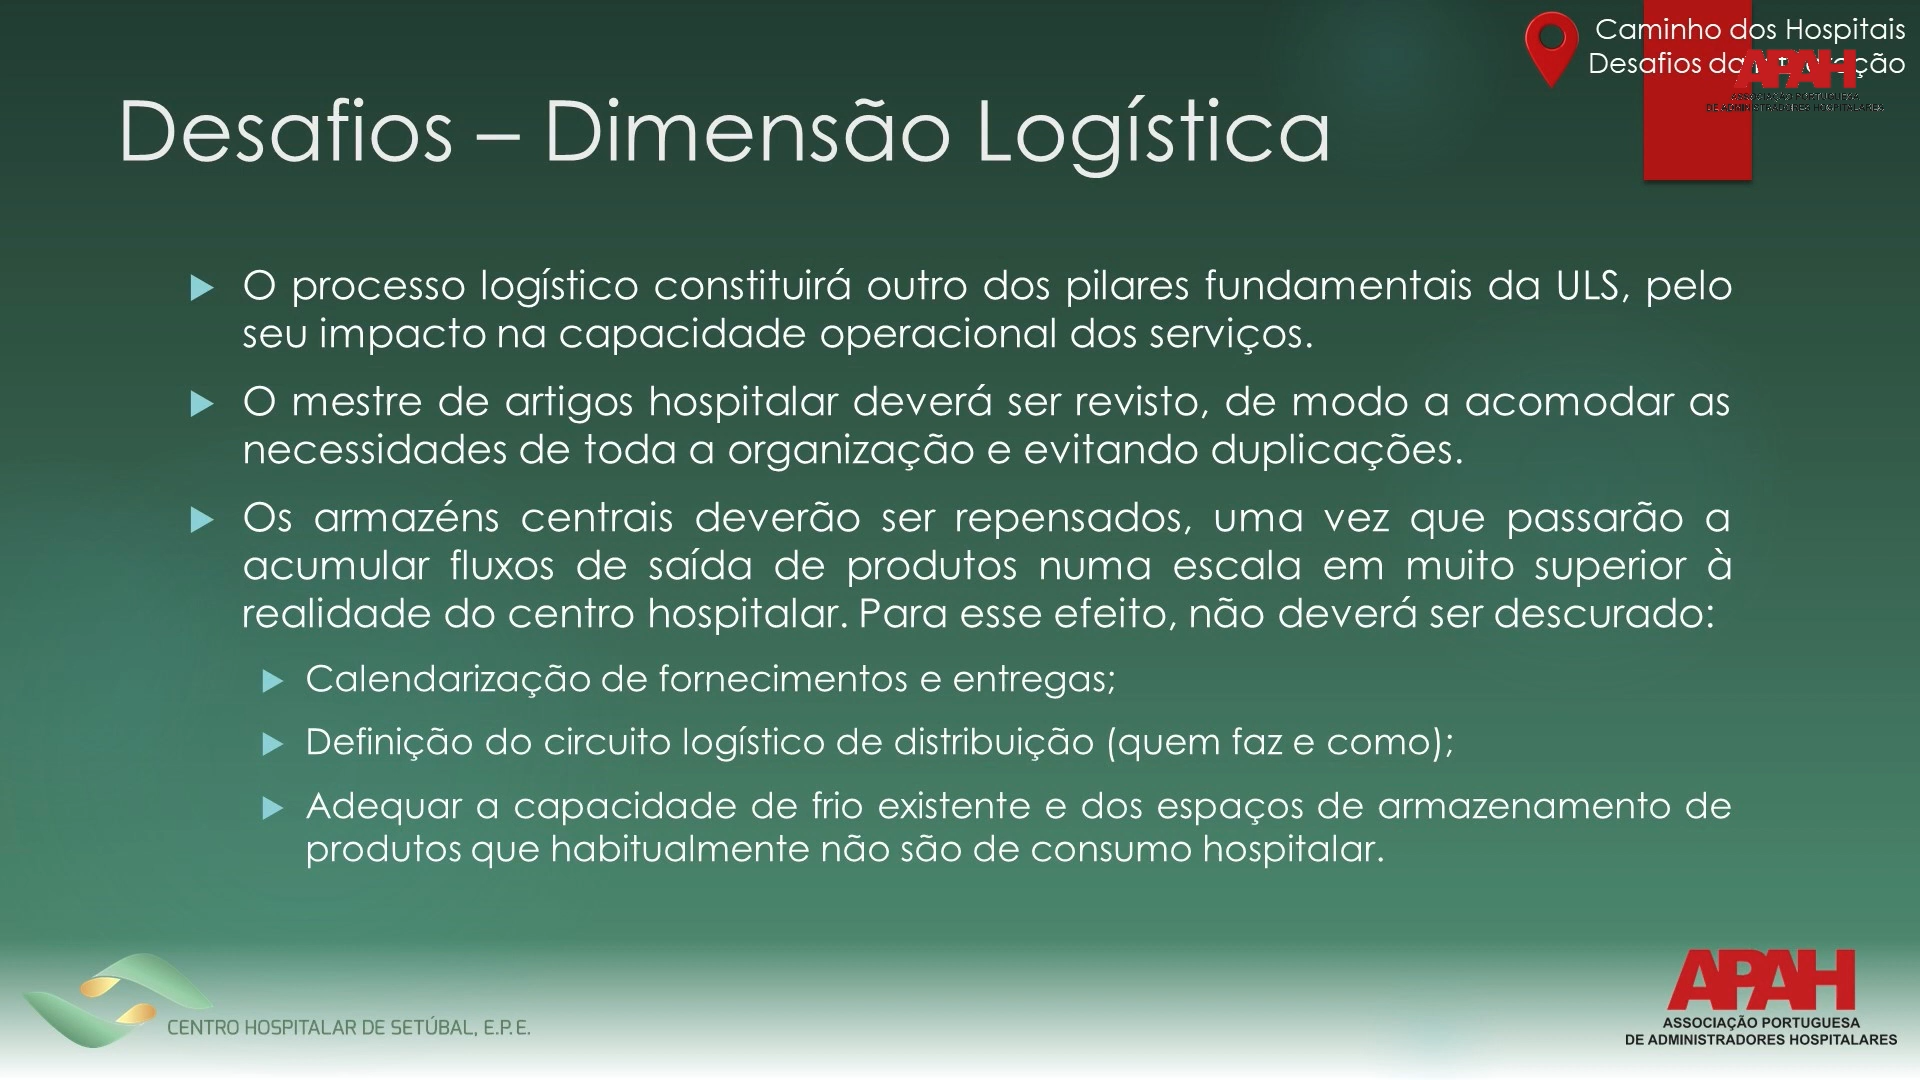 Caminho dos Hospitais
Desafios da
APAH
ASSOCIAÇÃO PORTUGUESA
DE ADMINISTRADORES HOSPITALARES
Desafios – Dimensão Logística
O processo logístico constituirá outro dos pilares fundamentais da ULS, pelo
seu impacto na capacidade operacional dos serviços.
O mestre de artigos hospitalar deverá ser revisto, de modo a acomodar as
necessidades de toda a organização e evitando duplicações.
Os armazéns centrais deverão ser repensados, uma vez que passarão a
acumular fluxos de saída de produtos numa escala em muito superior à
realidade do centro hospitalar. Para esse efeito, não deverá ser descurado:
Calendarização de fornecimentos e entregas;
Definição do circuito logístico de distribuição (quem faz e como);
Adequar a capacidade de frio existente e dos espaços de armazenamento de
produtos que habitualmente não são de consumo hospitalar.
CENTRO HOSPITALAR DE SETÚBAL, E.P.E.
APAH
ASSOCIAÇÃO PORTUGUESA
DE ADMINISTRADORES HOSPITALARES